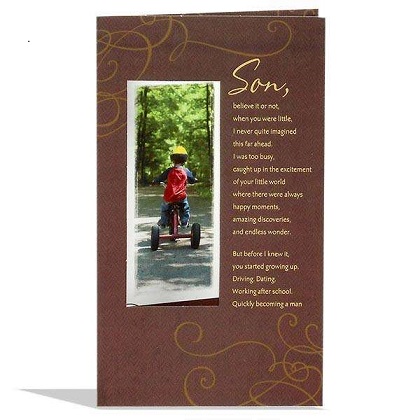 Son,
believe it or not,
when you were little,
I never quite imagined
this far ahead.
I was too busy,
caught up in the excitement
of your little world
where there were always
happy moments,
amazing discoveries,
and endless wonder.
But before I knew it,
you started growing up.
Driving. Dating.
Working after school.
Quickly becoming a man